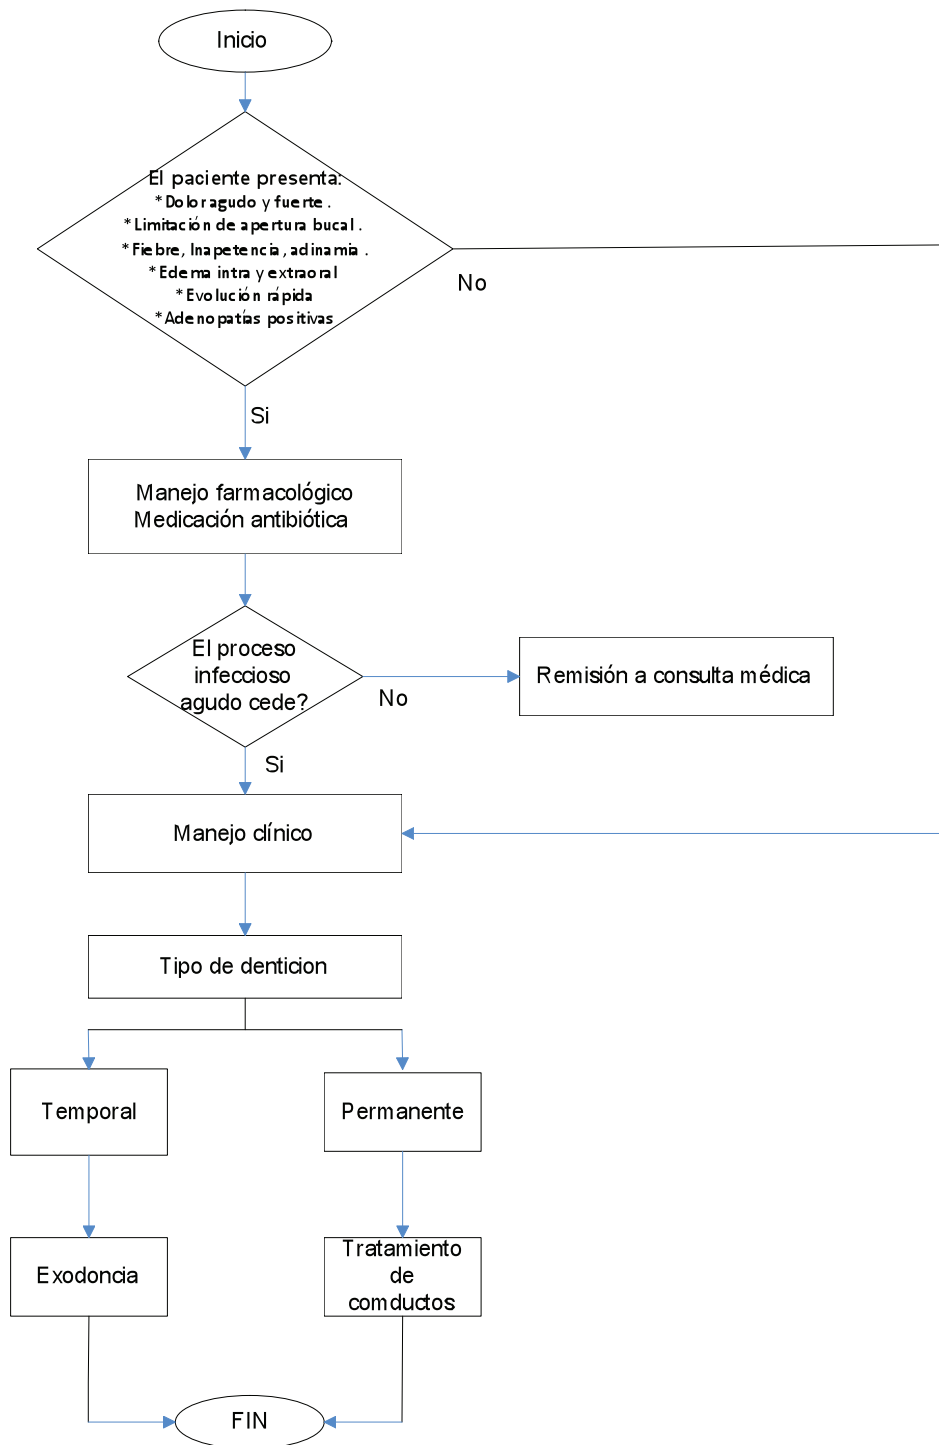 Inicio
El paciente presenta:
*Dolor agudo y fuerte.
*Limitación de apertura bucal.
*Fiebre, Inapetencia, adinamia.
*Edema intra y extraoral
*Evolución rápida
*Adenopatías positivas
No
Si
Manejo farmacológico
Medicación antibiótica
El proceso
infeccioso
agudo cede?
No
Remisión a consulta médica
Si
Manejo clínico
Tipo de denticion
Temporal
Permanente
Exodoncia
Tratamiento
de
comductos
FIN